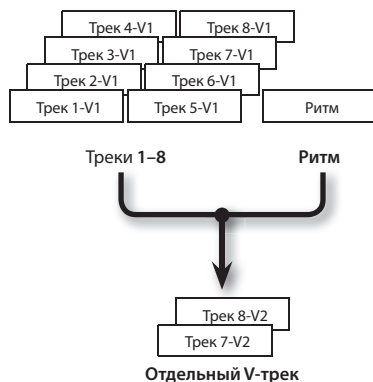 Трек 4-V1 Трек 8-V1
Трек 3-V1 Трек 7-V1
Трек 2-V1 Трек 6-V1
Трек 1-V1 Трек 5-V1 Ритм
Треки 1–8 Ритм
Трек 8-V2
Трек 7-V2
Отдельный V-трек